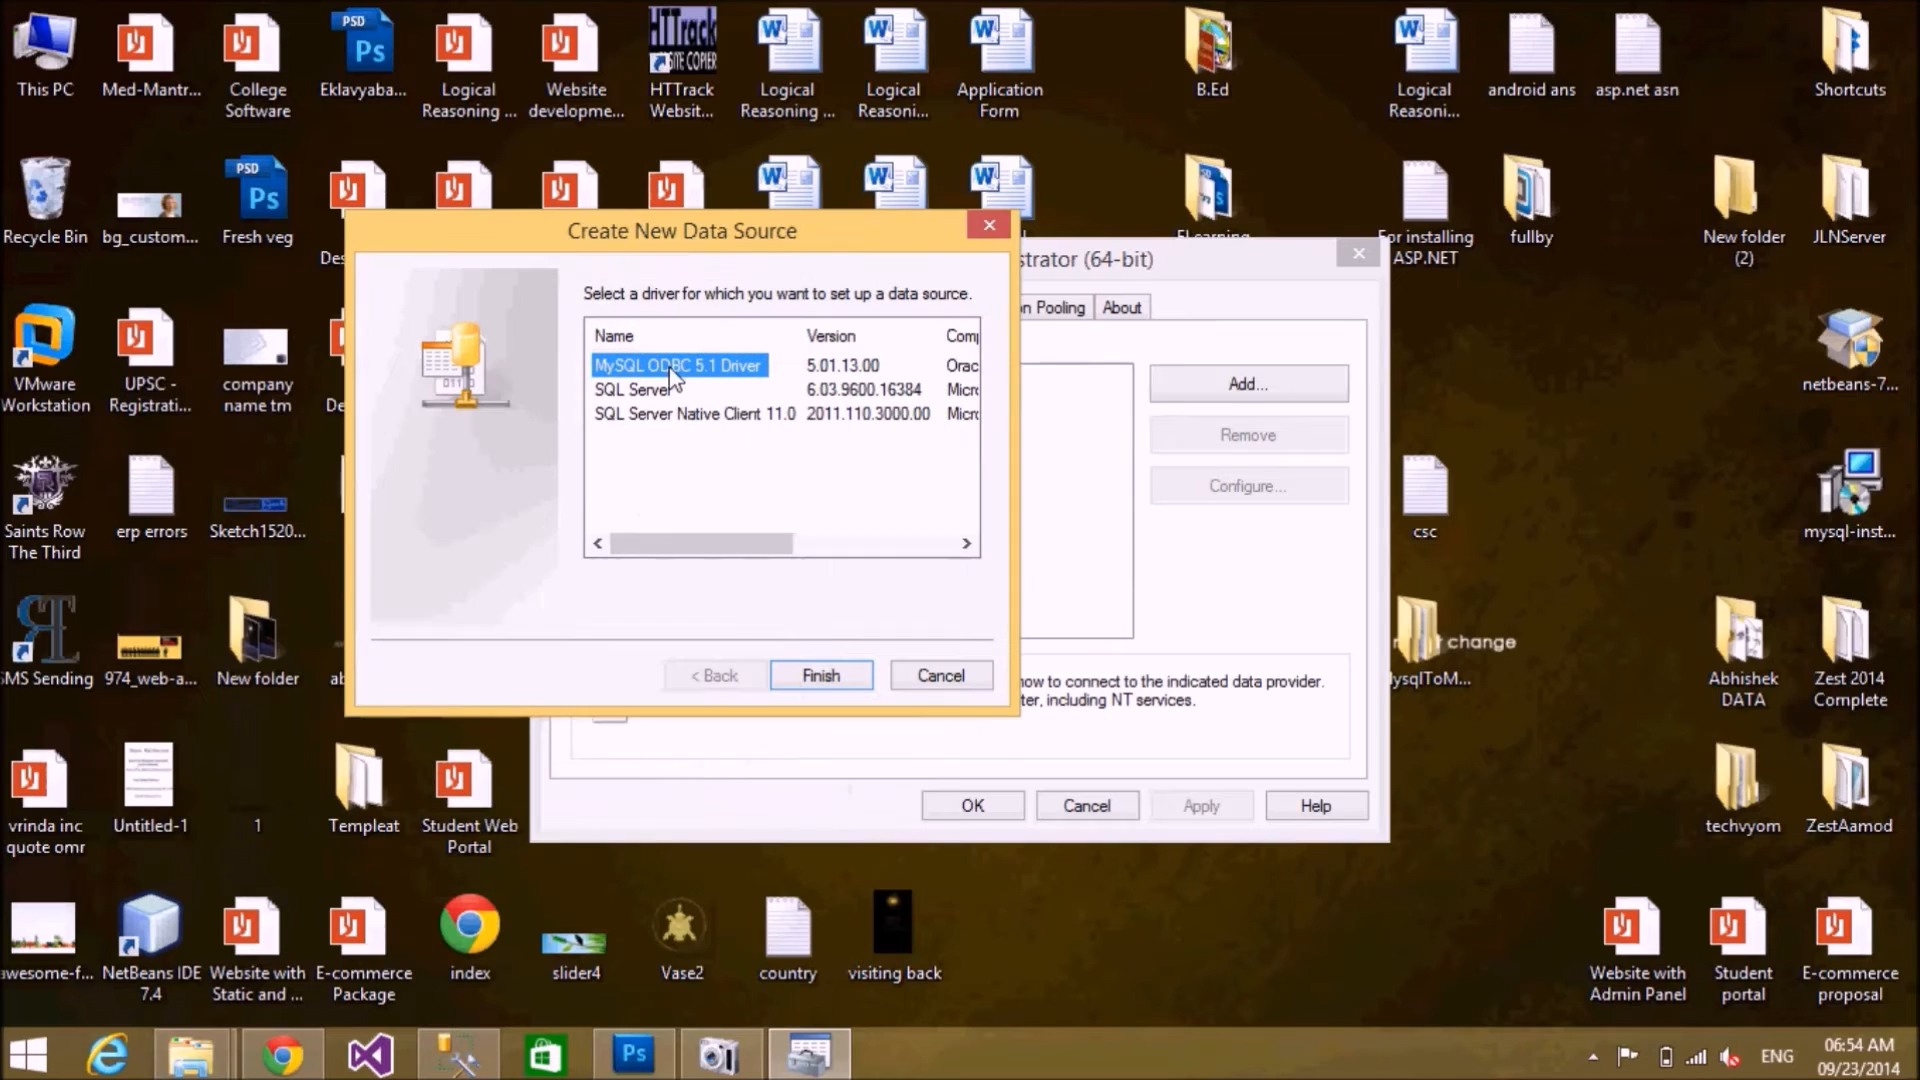 This PC
Med-Mantr...
College
Software
PSD
Ps
Eklavyaba...
Logical
Reasoning ...
Website
developme...
HTTrack
SITE COPIER
HTTrack
Websit...
Logical
Reasoning ...
Logical
Reasoni...
Application
Form
B.Ed
Logical
Reasoni...
android ans
asp.net asn
Shortcuts
Recycle Bin
bg_custom...
PSD
Ps
Fresh veg
For installing
ASP.NET
fullby
New folder
(2)
JLNServer
Create New Data Source
Select a driver for which you want to set up a data source.
Name Version
MySQL ODBC 5.1 Driver 5.01.13.00 Orac
SQL Server 6.03.9600.16384 Micro
SQL Server Native Client 11.0 2011.110.3000.00 Micro
< Back
Finish
Cancel
strator (64-bit)
on Pooling
About
Add...
Remove
Configure...
how to connect to the indicated data provider.
ter, including NT services.
OK
Cancel
Apply
Help
VMware
Workstation
UPSC -
Registrati...
company
name tm
netbeans-7...
Saints Row
The Third
erp errors
Sketch1520...
csc
mysql-inst...
SMS Sending
974_web-a...
New folder
change
ysqlToM...
Abhishek
DATA
Zest 2014
Complete
vrinda inc
quote omr
Untitled-1
1
Templeat
Student Web
Portal
techvyom
ZestAamod
awesome-f...
NetBeans IDE
7.4
Website with
Static and ...
E-commerce
Package
index
slider4
Vase2
country
visiting back
Website with
Admin Panel
Student
portal
E-commerce
proposal
Ps
ENG
06:54 AM
09/23/2014